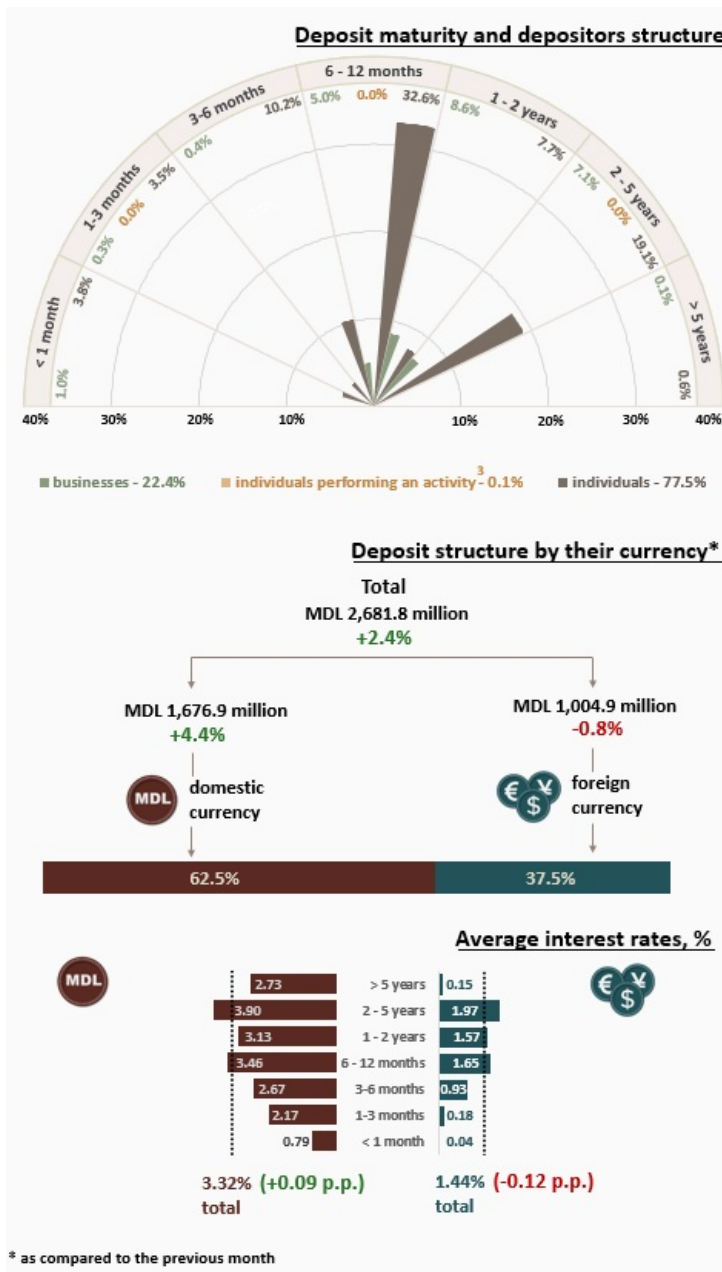 Deposit maturity and depositors structure
6 - 12 months
3-6 months
1 - 2 years
1-3 months
2 - 5 years
< 1 month
> 5 years
1.0%
3.8%
0.3%
0.0%
3.5%
0.4%
10.2%
5.0%
0.0%
32.6%
8.6%
7.7%
7.1%
0.0%
19.1%
0.1%
0.6%
40% 30% 20% 10% 10% 20% 30% 40%
businesses - 22.4% individuals performing an activity³- 0.1% individuals - 77.5%
Deposit structure by their currency*
Total
MDL 2,681.8 million
+2.4%
MDL 1,676.9 million MDL 1,004.9 million
+4.4% -0.8%
MDL domestic currency € ¥ $ foreign currency
62.5% 37.5%
Average interest rates, %
MDL € ¥ $
2.73 > 5 years 0.15
3.90 2 - 5 years 1.97
3.13 1 - 2 years 1.57
3.46 6 - 12 months 1.65
2.67 3-6 months 0.93
2.17 1-3 months 0.18
0.79 < 1 month 0.04
3.32% (+0.09 p.p.) 1.44% (-0.12 p.p.)
total total
* as compared to the previous month